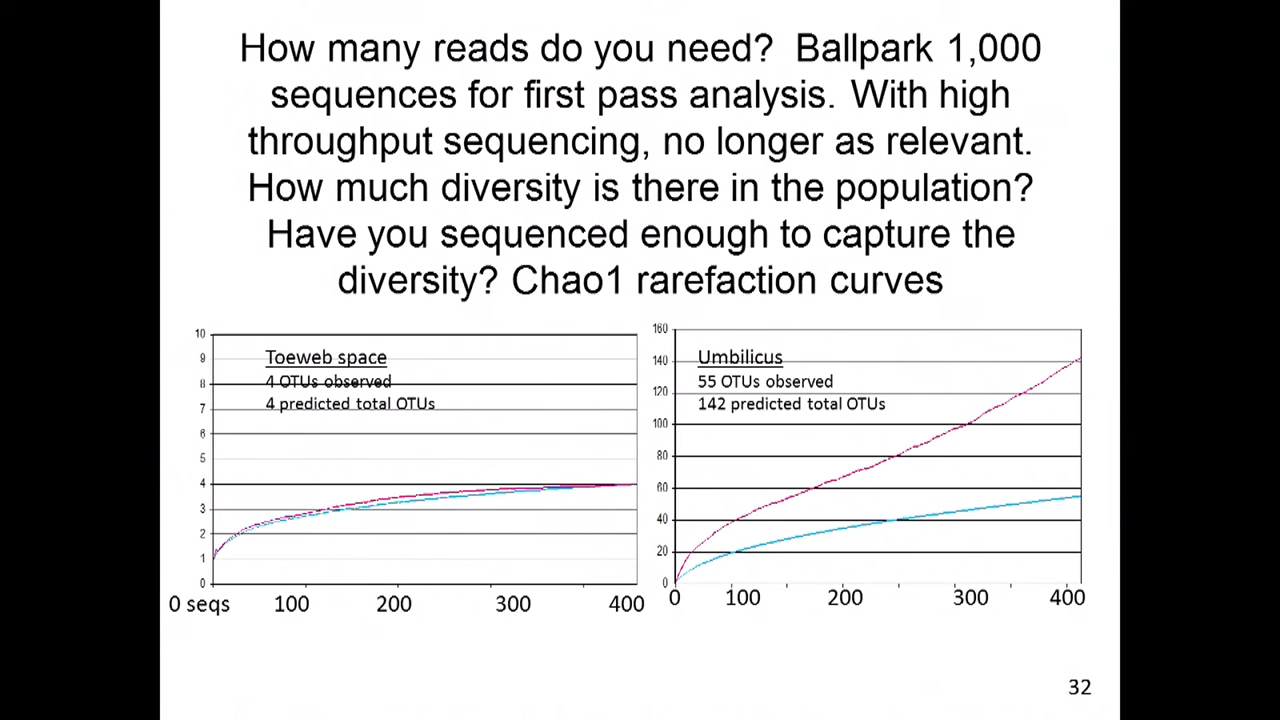 How many reads do you need?  Ballpark 1,000
sequences for first pass analysis. With high
throughput sequencing, no longer as relevant.
How much diversity is there in the population?
Have you sequenced enough to capture the
diversity? Chao1 rarefaction curves
10
9
8
7
6
5
4
3
2
1
0
Toeweb space
4 OTUs observed
4 predicted total OTUs
0 seqs 100 200 300 400
160
140
120
100
80
60
40
20
0
Umbilicus
55 OTUs observed
142 predicted total OTUs
0 100 200 300 400
32